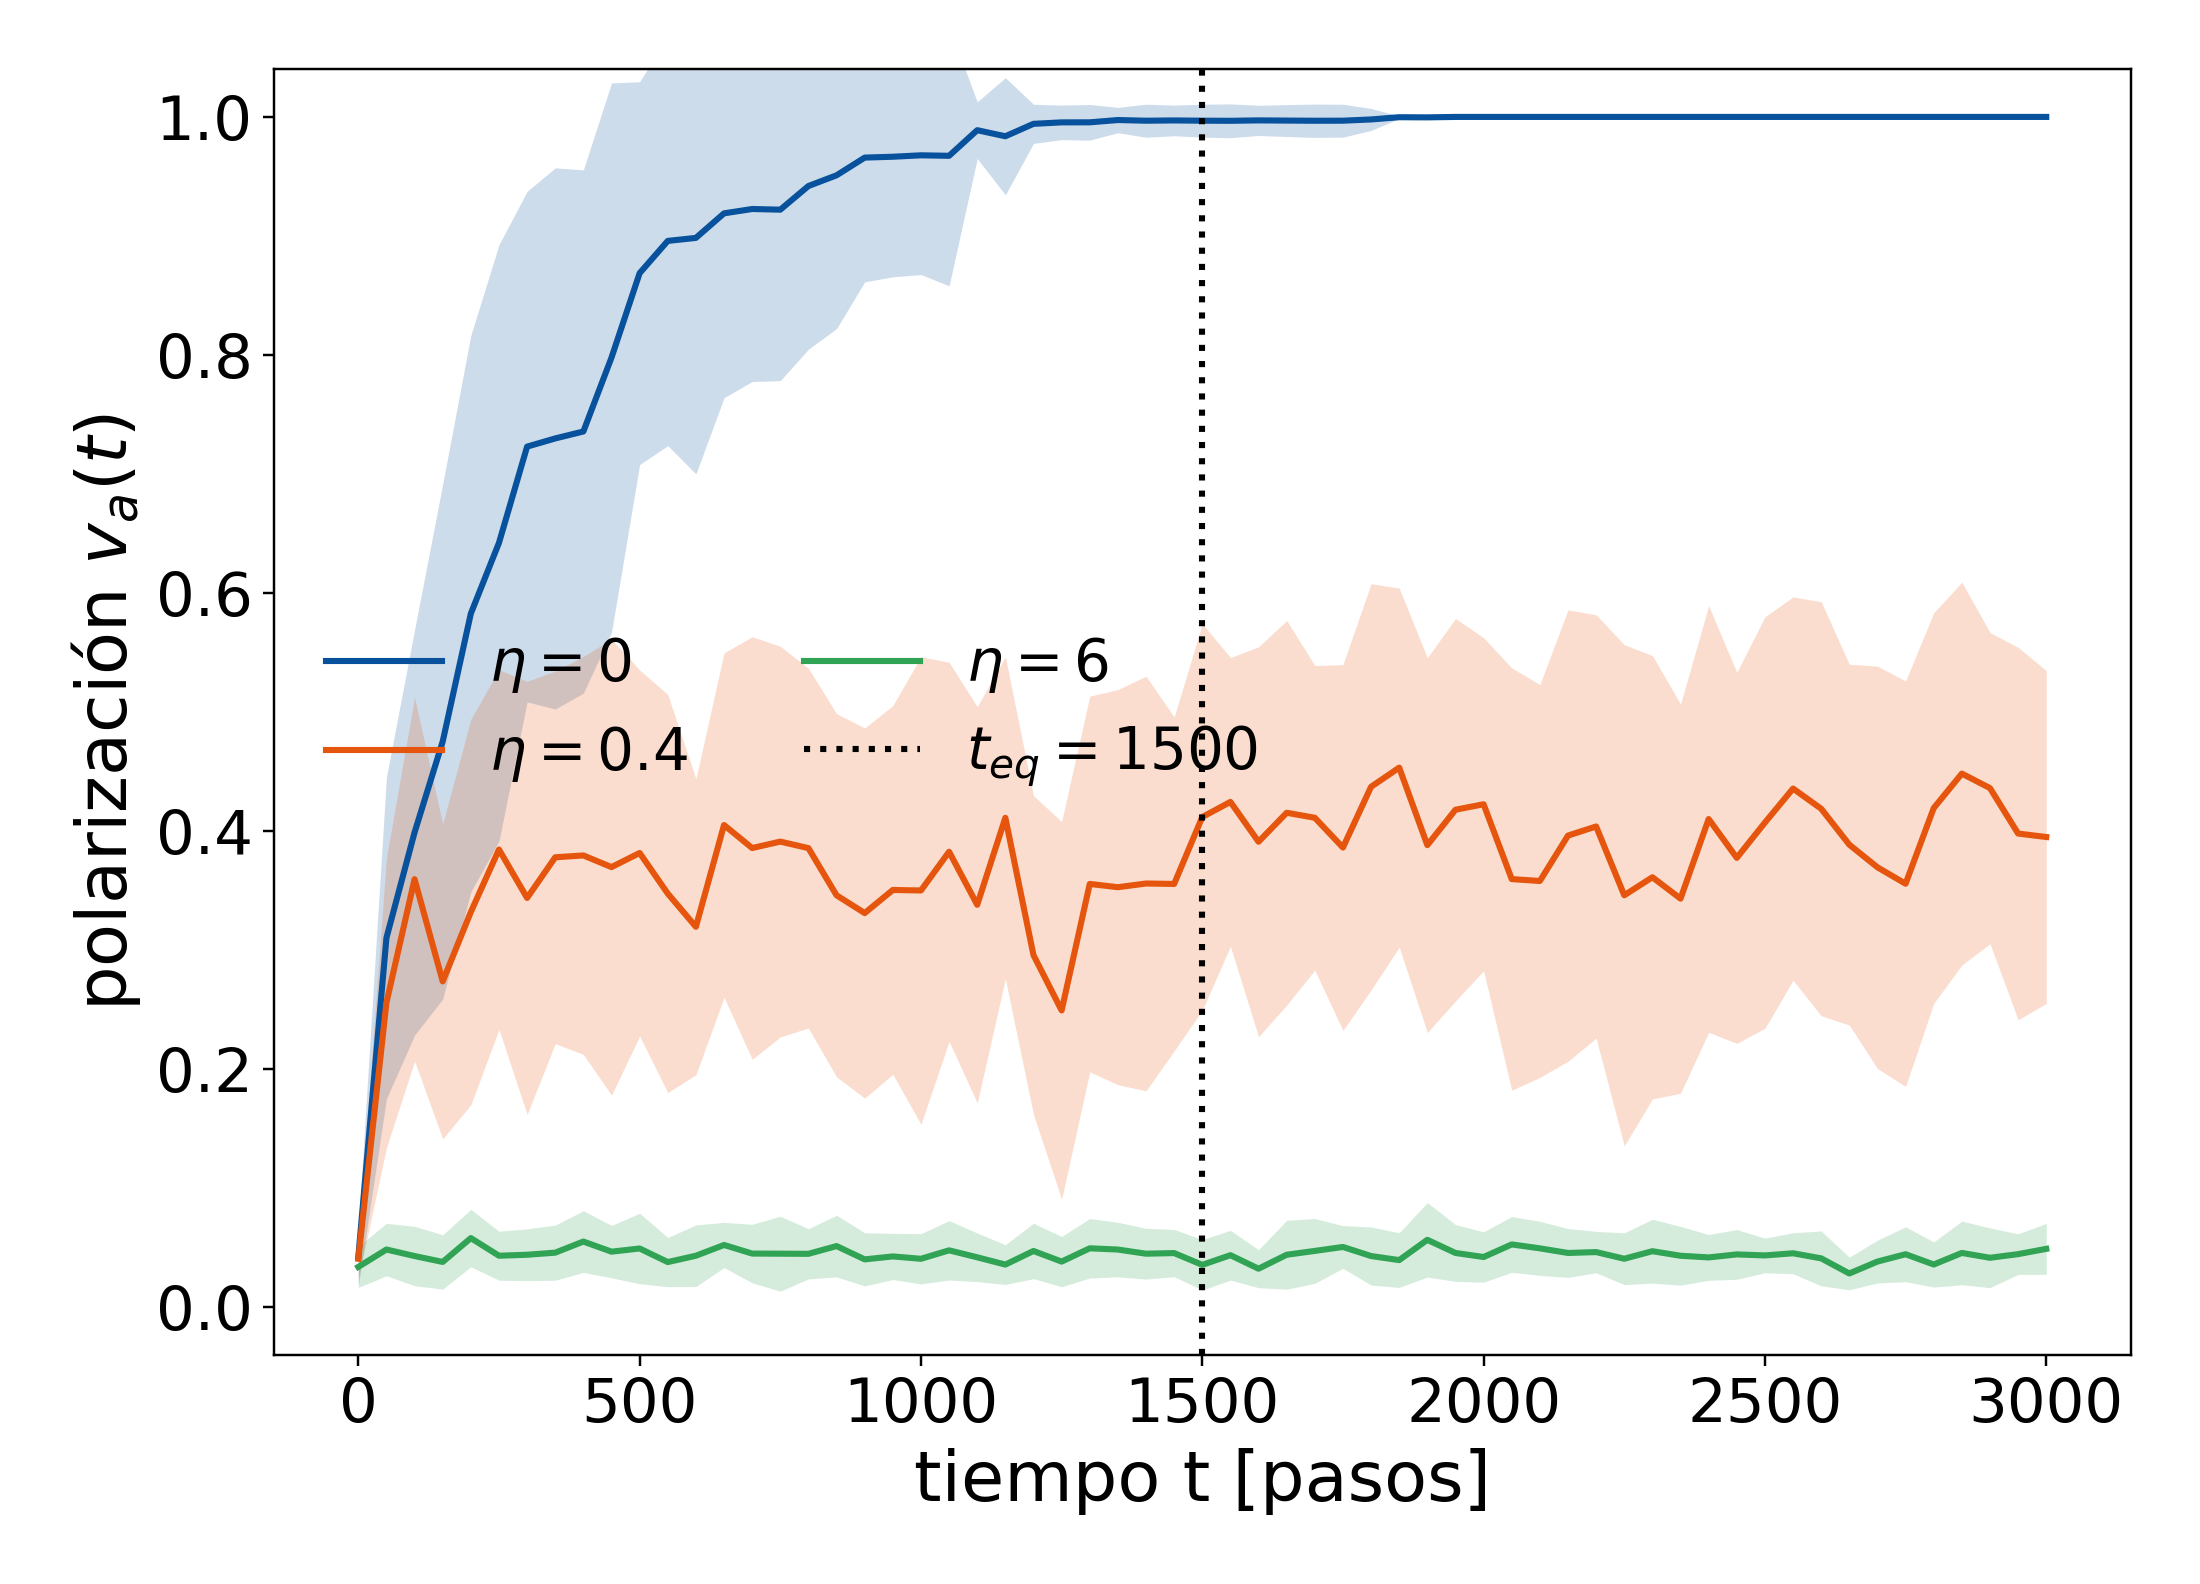 polarización v_a(t)
1.0
0.8
0.6
0.4
0.2
0.0
η = 0
η = 0.4
η = 6
t_eq = 1500
0 500 1000 1500 2000 2500 3000
tiempo t [pasos]